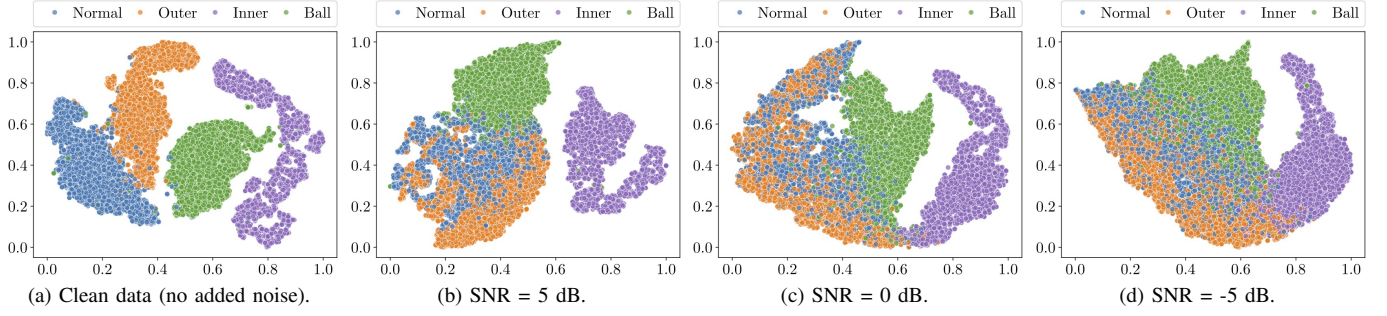 Normal Outer Inner Ball
1.0
0.8
0.6
0.4
0.2
0.0
0.0 0.2 0.4 0.6 0.8 1.0
(a) Clean data (no added noise).
Normal Outer Inner Ball
1.0
0.8
0.6
0.4
0.2
0.0
0.0 0.2 0.4 0.6 0.8 1.0
(b) SNR = 5 dB.
Normal Outer Inner Ball
1.0
0.8
0.6
0.4
0.2
0.0
0.0 0.2 0.4 0.6 0.8 1.0
(c) SNR = 0 dB.
Normal Outer Inner Ball
1.0
0.8
0.6
0.4
0.2
0.0
0.0 0.2 0.4 0.6 0.8 1.0
(d) SNR = -5 dB.